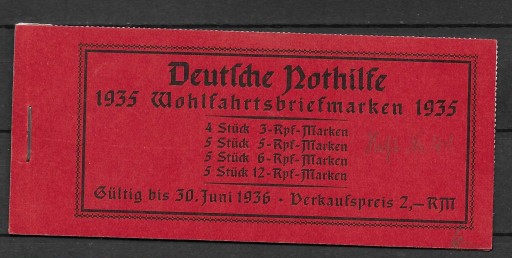 Deutsche Nothilfe
1935 Wohlfahrtsbriefmarken 1935
4 Stück 3-Rpf-Marken
5 Stück 5-Rpf-Marken
5 Stück 6-Rpf-Marken
5 Stück 12-Rpf-Marken
Gültig bis 30. Juni 1936 · Verkaufspreis 2,– RM